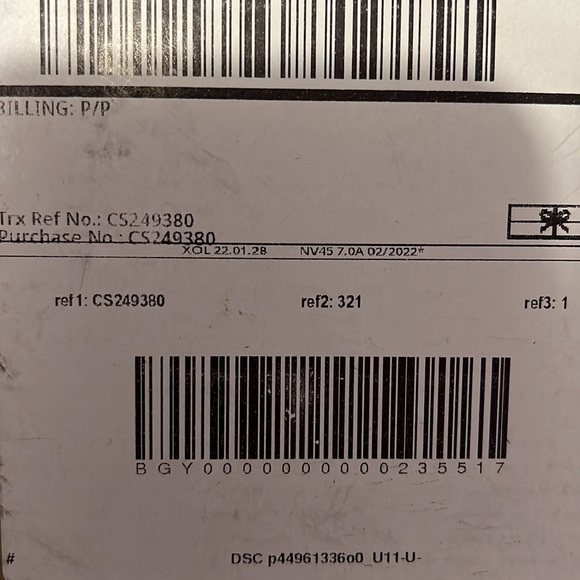 BILLING: P/P
Trx Ref No.: CS249380
Purchase No.: CS249380
XOL 22.01.28 NV45 7.0A 02/2022*
ref1: CS249380 ref2: 321 ref3: 1
BGY0000000000235517
# DSC p44961336o0_U11-U-